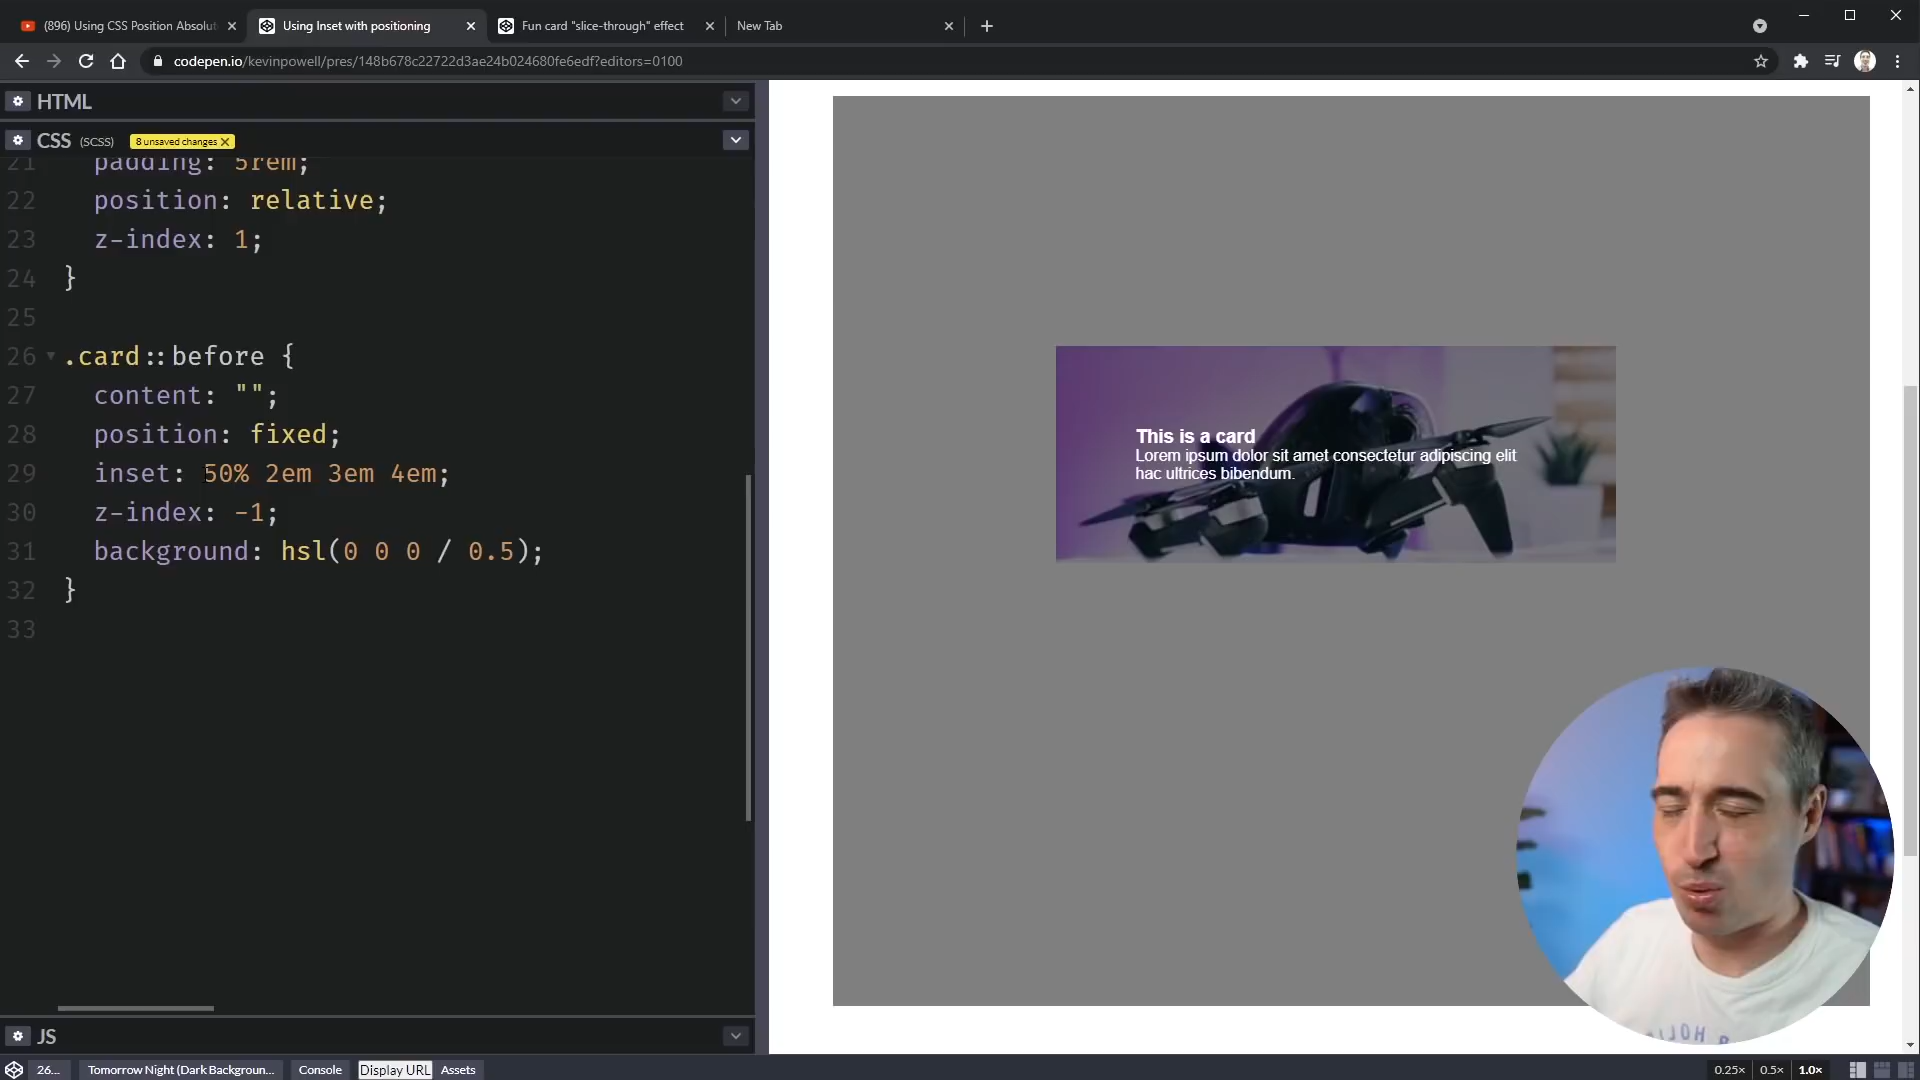 (896) Using CSS Position Absolut
Using Inset with positioning
Fun card "slice-through" effect
New Tab
codepen.io/kevinpowell/pres/148b678c22722d3ae24b024680fe6edf?editors=0100
HTML
CSS (SCSS) 8 unsaved changes X
21 padding: 5rem;
22 position: relative;
23 z-index: 1;
24 }
25
26 .card::before {
27 content: "";
28 position: fixed;
29 inset: 50% 2em 3em 4em;
30 z-index: -1;
31 background: hsl(0 0 0 / 0.5);
32 }
33
This is a card
Lorem ipsum dolor sit amet consectetur adipiscing elit
hac ultrices bibendum.
JS
26... Tomorrow Night (Dark Backgroun... Console Display URL Assets
0.25× 0.5× 1.0×